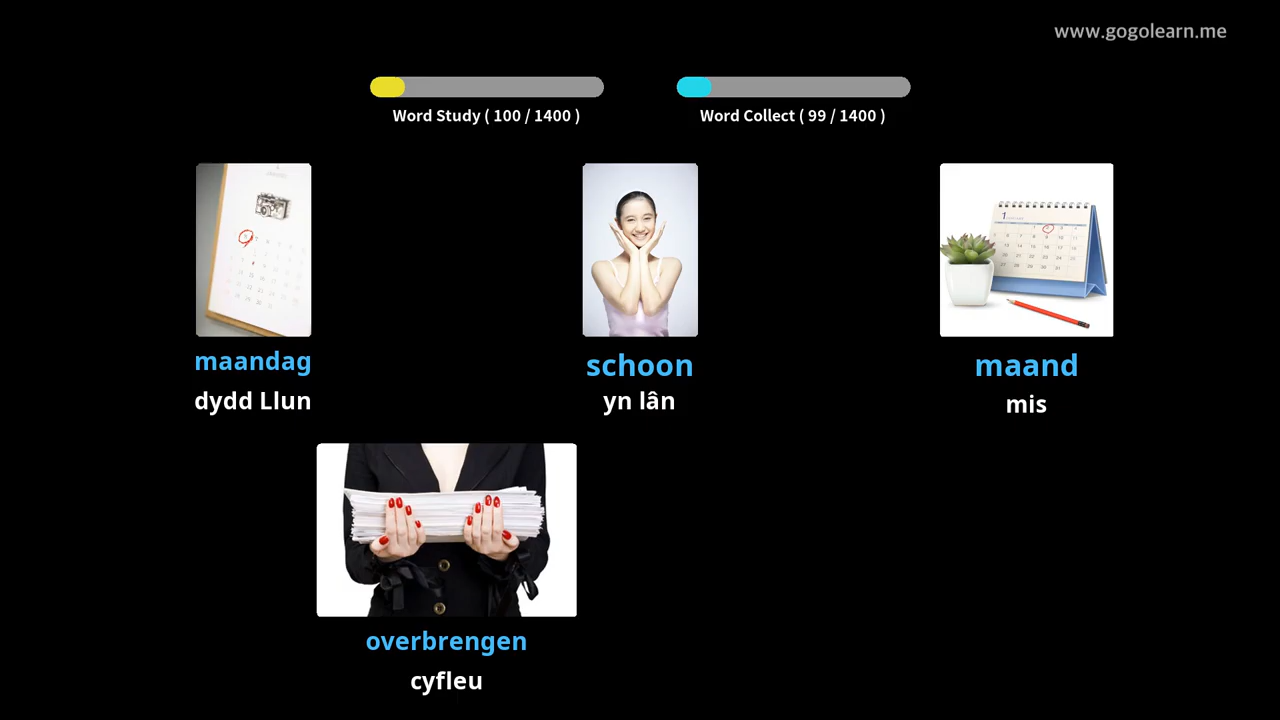 www.gogolearn.me
Word Study ( 100 / 1400 )
Word Collect ( 99 / 1400 )
maandag
dydd Llun
schoon
yn lân
maand
mis
overbrengen
cyfleu